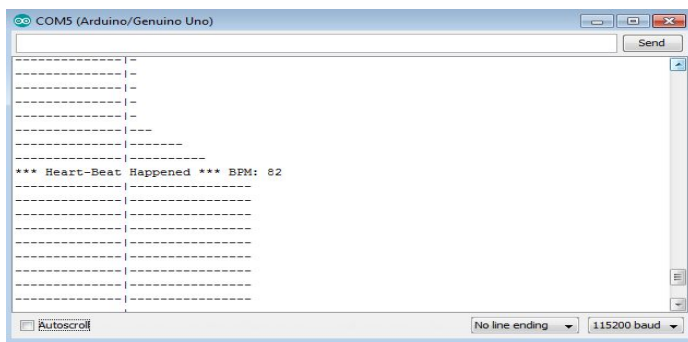 COM5 (Arduino/Genuino Uno)
Send
--------------|-
--------------|-
--------------|-
--------------|-
--------------|-
--------------|---
--------------|-------
--------------|----------
*** Heart-Beat Happened *** BPM: 82
--------------|----------------
--------------|----------------
--------------|----------------
--------------|----------------
--------------|----------------
--------------|----------------
--------------|----------------
--------------|----------------
--------------|----------------
Autoscroll
No line ending
115200 baud